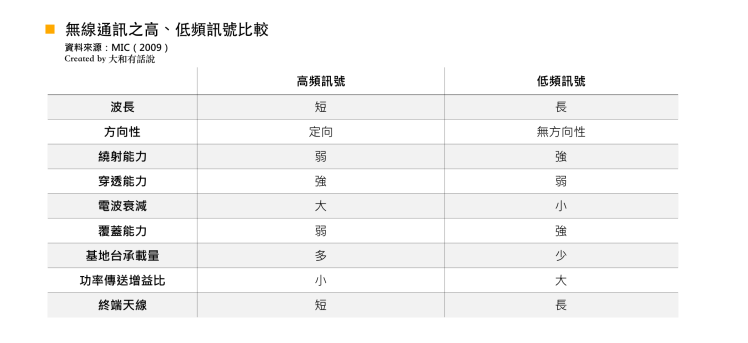 無線通訊之高、低頻訊號比較
資料來源：MIC（2009）
Created by 大和有話說
高頻訊號 低頻訊號
波長 短 長
方向性 定向 無方向性
繞射能力 弱 強
穿透能力 強 弱
電波衰減 大 小
覆蓋能力 弱 強
基地台承載量 多 少
功率傳送增益比 小 大
終端天線 短 長